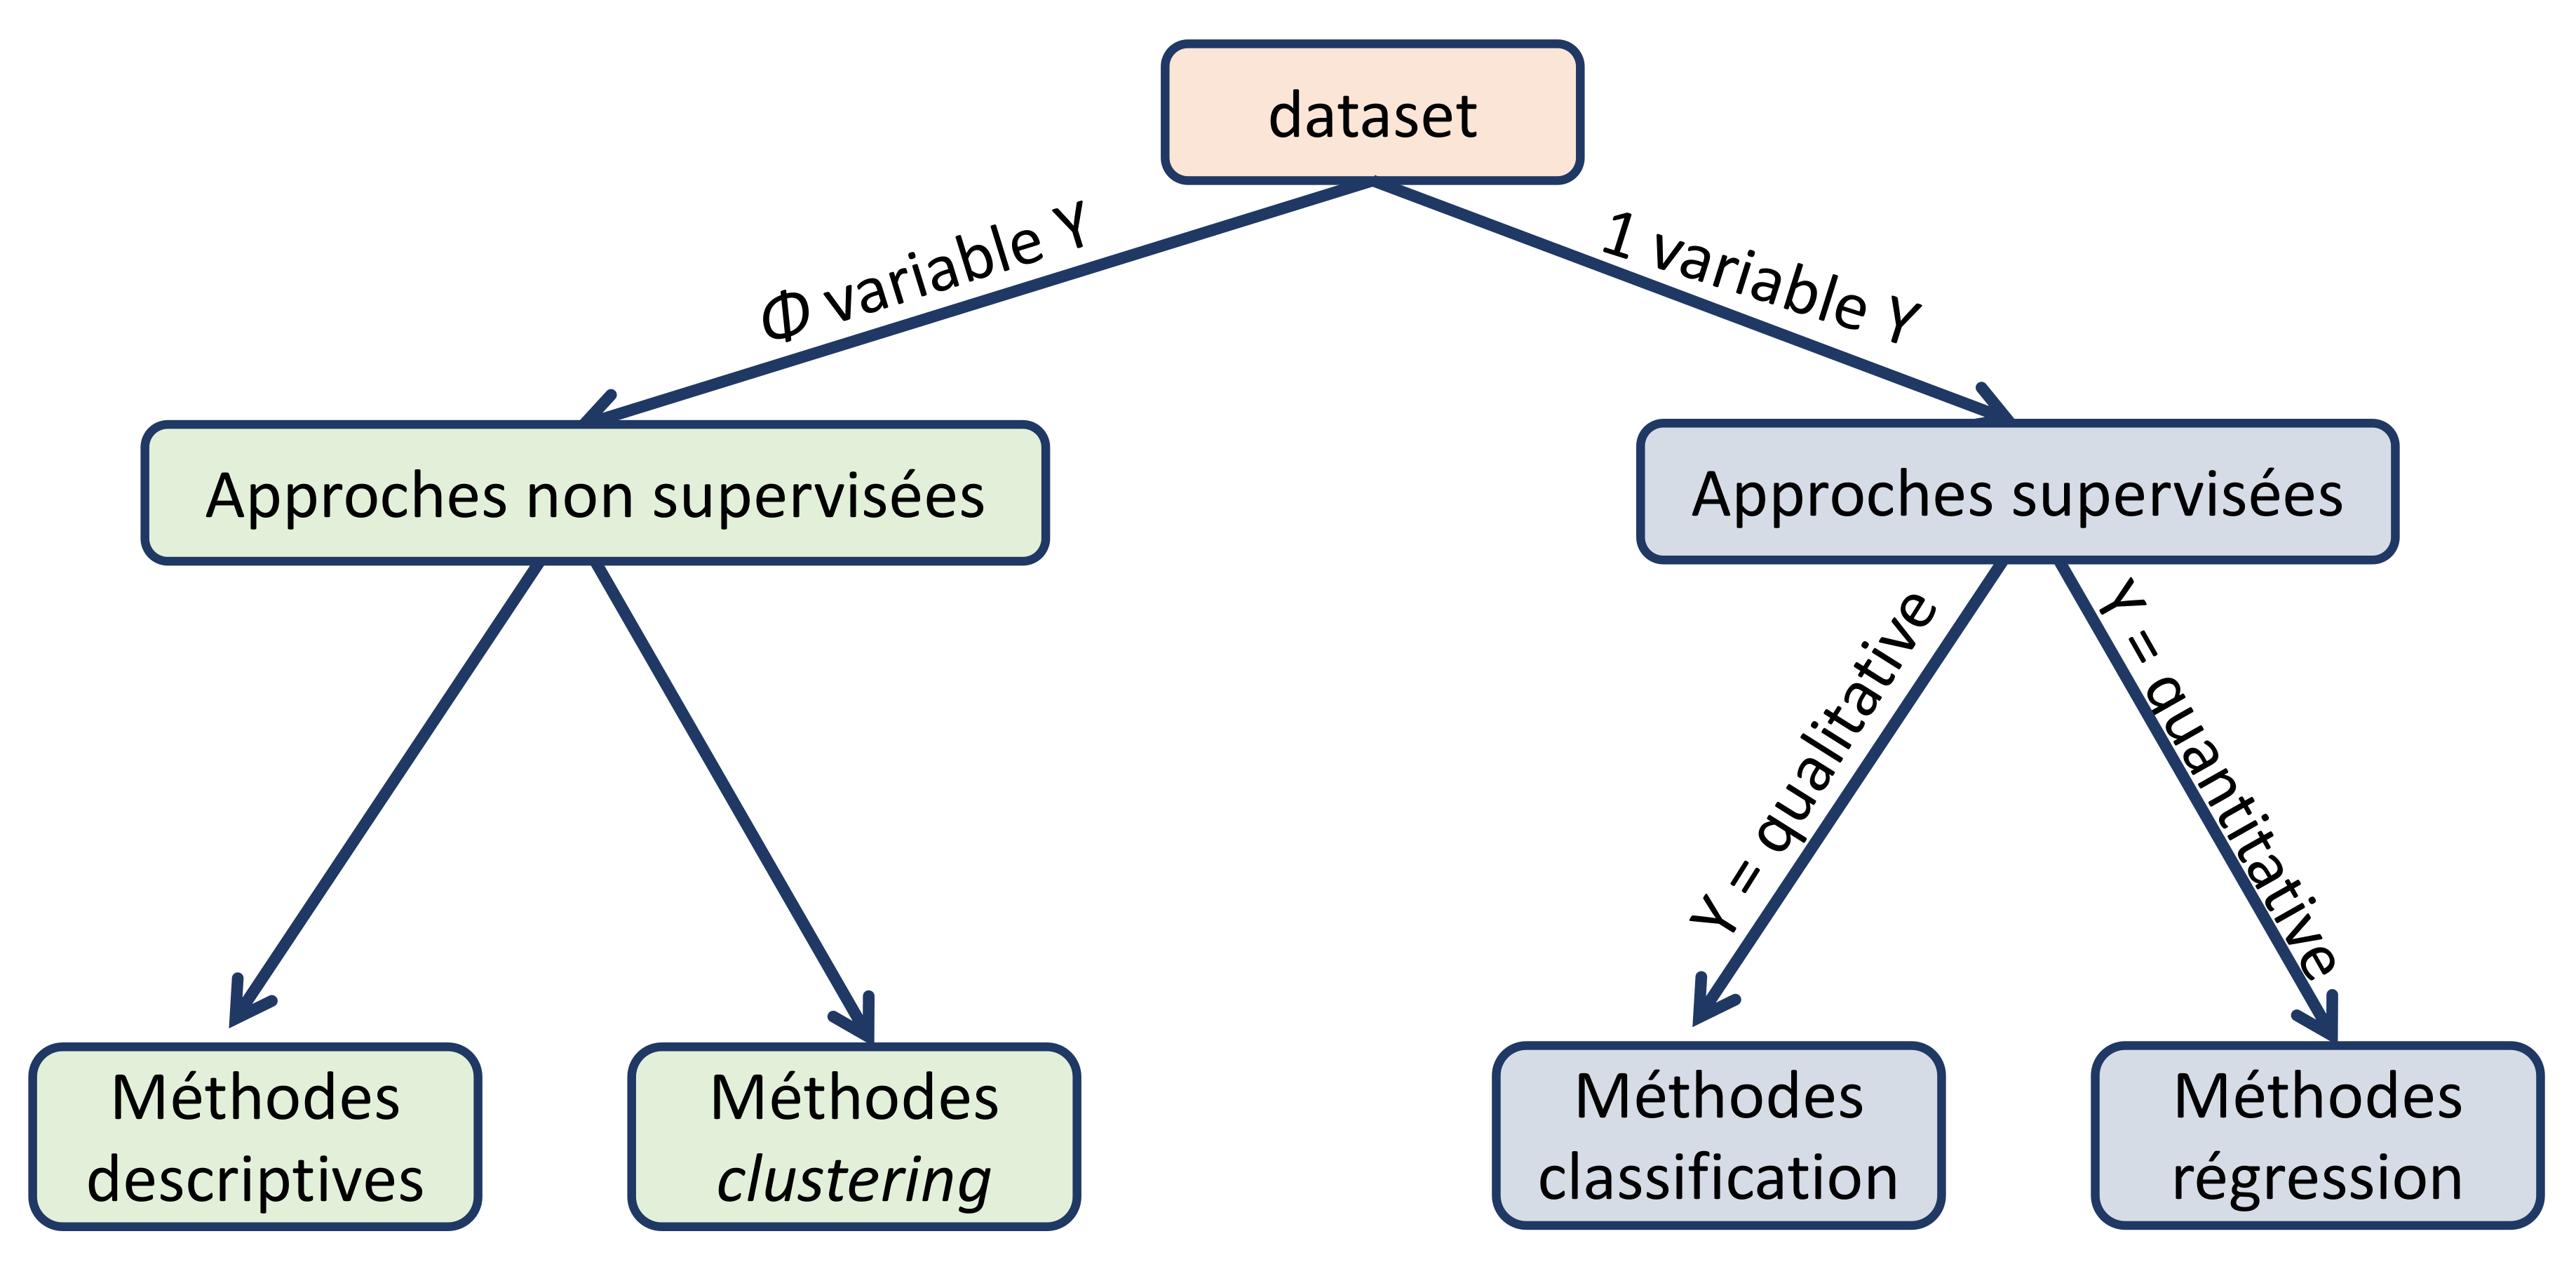 dataset
Φ variable Y
1 variable Y
Approches non supervisées
Approches supervisées
Y = qualitative
Y = quantitative
Méthodes
descriptives
Méthodes
clustering
Méthodes
classification
Méthodes
régression